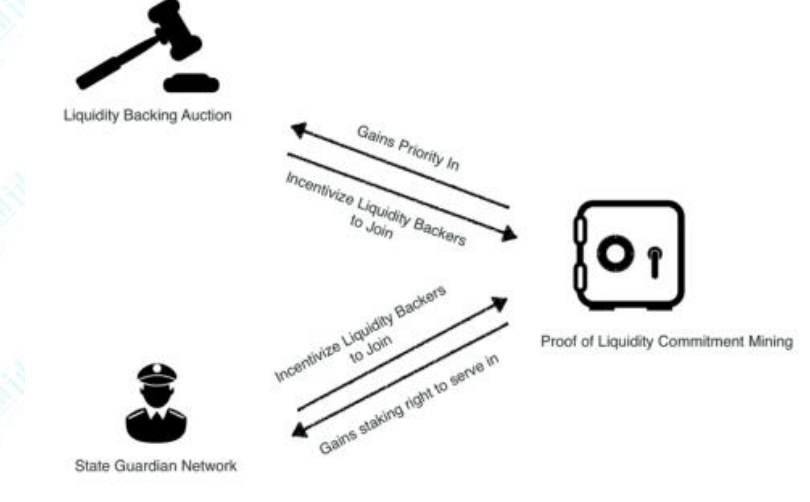 Liquidity Backing Auction
Gains Priority In
Incentivize Liquidity Backers
to Join
Incentivize Liquidity Backers
to Join
Proof of Liquidity Commitment Mining
Gains staking right to serve in
State Guardian Network